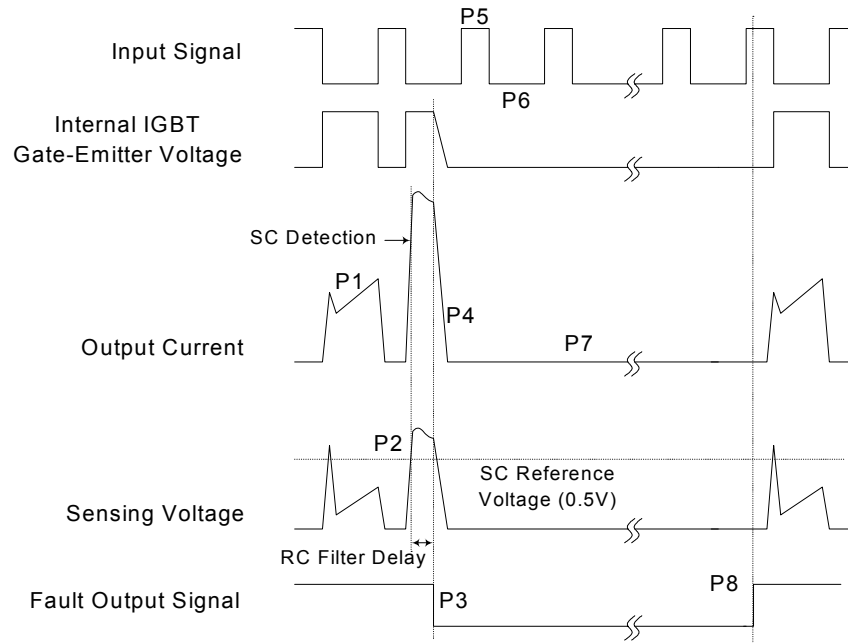 P5
Input Signal
P6
Internal IGBT
Gate-Emitter Voltage
SC Detection
P1
P4
Output Current
P7
P2
SC Reference
Voltage (0.5V)
Sensing Voltage
RC Filter Delay
Fault Output Signal
P3
P8